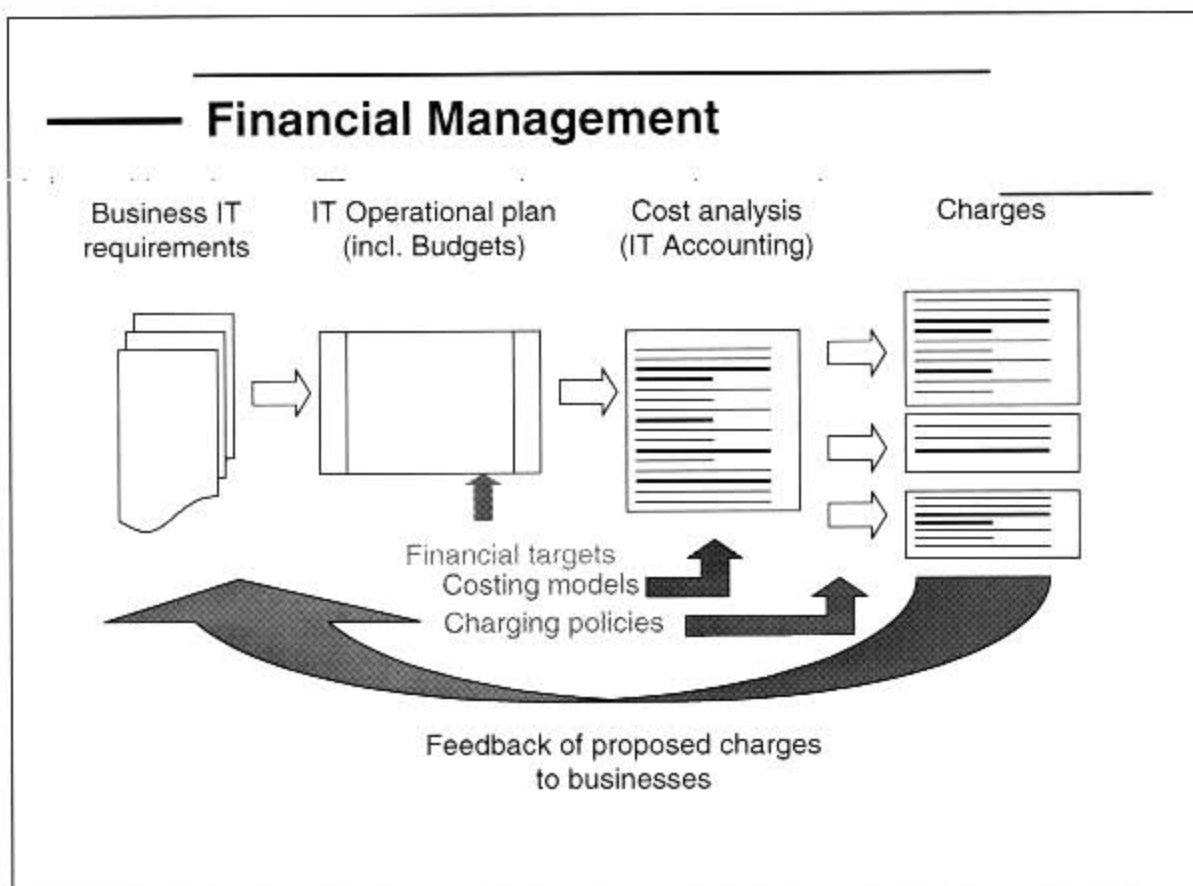 Financial Management
Business IT
requirements
IT Operational plan
(incl. Budgets)
Cost analysis
(IT Accounting)
Charges
Financial targets
Costing models
Charging policies
Feedback of proposed charges
to businesses